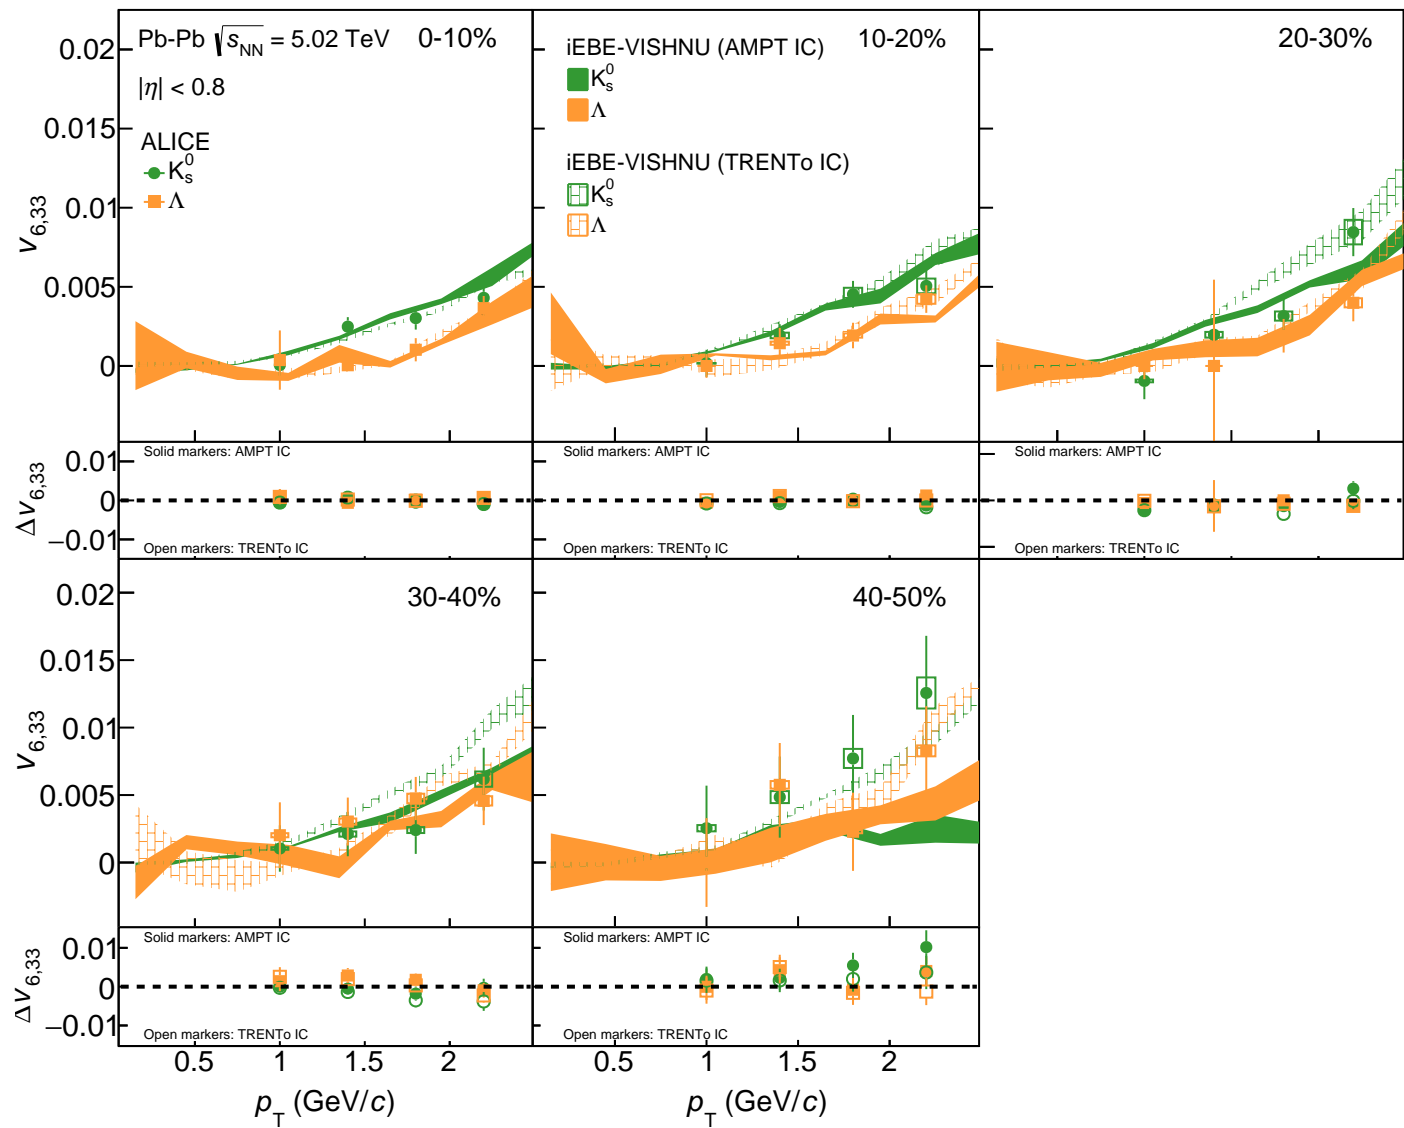 Pb-Pb √sNN = 5.02 TeV 0-10%
|η| < 0.8
ALICE
K0s
Λ
iEBE-VISHNU (AMPT IC) 10-20%
K0s
Λ
iEBE-VISHNU (TRENTo IC)
K0s
Λ
20-30%
v6,33
0.02
0.015
0.01
0.005
0
Δv6,33
0.01
0
−0.01
Solid markers: AMPT IC
Open markers: TRENTo IC
Solid markers: AMPT IC
Open markers: TRENTo IC
Solid markers: AMPT IC
Open markers: TRENTo IC
30-40%
40-50%
v6,33
0.02
0.015
0.01
0.005
0
Δv6,33
0.01
0
−0.01
Solid markers: AMPT IC
Open markers: TRENTo IC
Solid markers: AMPT IC
Open markers: TRENTo IC
0.5 1 1.5 2
0.5 1 1.5 2
pT (GeV/c)
pT (GeV/c)